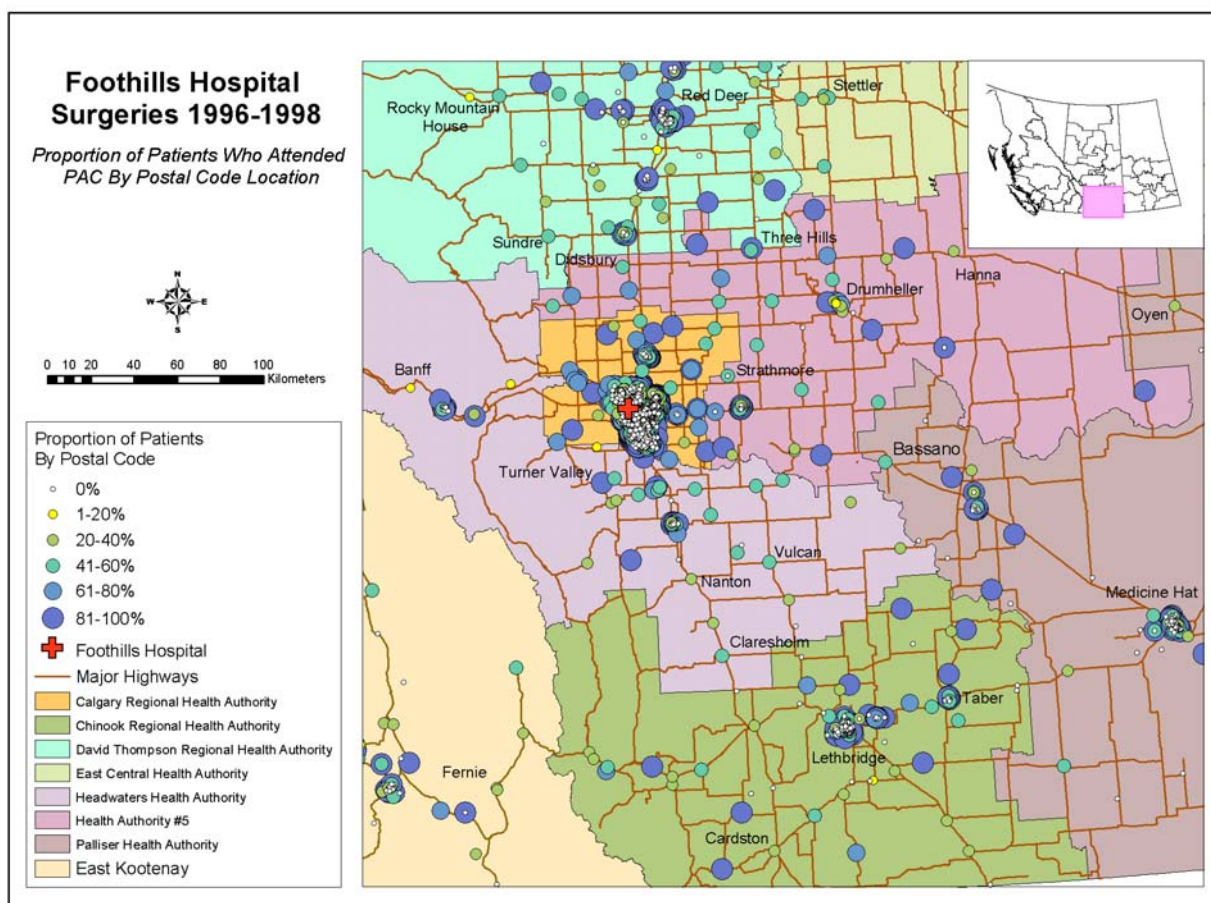 Foothills Hospital
Surgeries 1996-1998
Proportion of Patients Who Attended
PAC By Postal Code Location
N
W E
S
0 10 20 40 60 80 100
Kilometers
Proportion of Patients
By Postal Code
0%
1-20%
20-40%
41-60%
61-80%
81-100%
Foothills Hospital
Major Highways
Calgary Regional Health Authority
Chinook Regional Health Authority
David Thompson Regional Health Authority
East Central Health Authority
Headwaters Health Authority
Health Authority #5
Palliser Health Authority
East Kootenay
Rocky Mountain
House
Red Deer
Stettler
Sundre
Didsbury
Three Hills
Hanna
Drumheller
Oyen
Banff
Strathmore
Turner Valley
Bassano
Vulcan
Nanton
Medicine Hat
Claresholm
Taber
Lethbridge
Fernie
Cardston